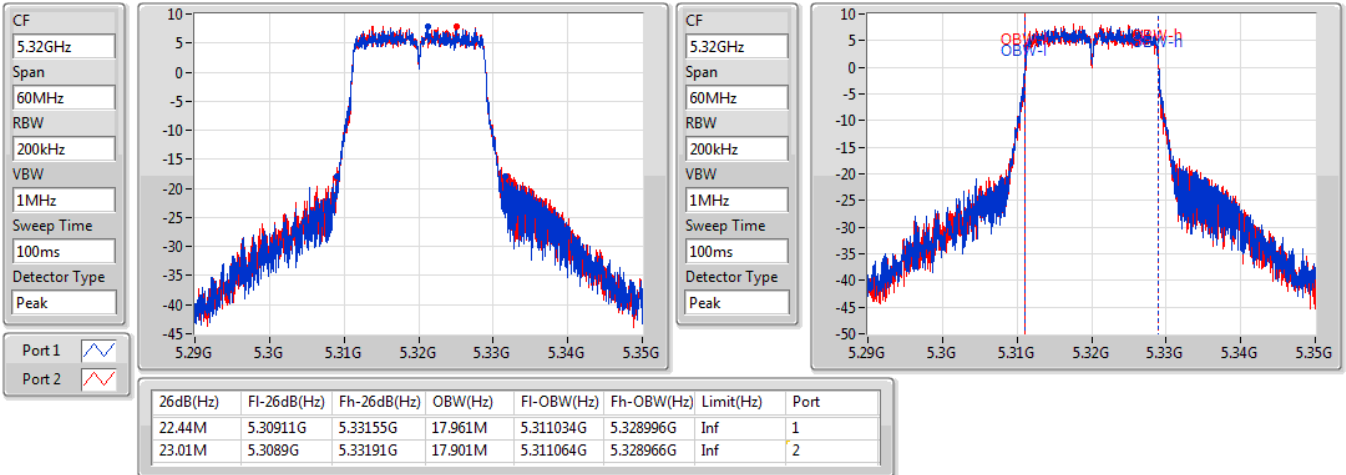 CF
5.32GHz
Span
60MHz
RBW
200kHz
VBW
1MHz
Sweep Time
100ms
Detector Type
Peak
10
5
0
-5
-10
-15
-20
-25
-30
-35
-40
-45
5.29G 5.3G 5.31G 5.32G 5.33G 5.34G 5.35G
CF
5.32GHz
Span
60MHz
RBW
200kHz
VBW
1MHz
Sweep Time
100ms
Detector Type
Peak
10
5
0
-5
-10
-15
-20
-25
-30
-35
-40
-45
-50
OBW-l
OBW-h
5.29G 5.3G 5.31G 5.32G 5.33G 5.34G 5.35G
Port 1
Port 2
26dB(Hz) Fl-26dB(Hz) Fh-26dB(Hz) OBW(Hz) Fl-OBW(Hz) Fh-OBW(Hz) Limit(Hz) Port
22.44M 5.30911G 5.33155G 17.961M 5.311034G 5.328996G Inf 1
23.01M 5.3089G 5.33191G 17.901M 5.311064G 5.328966G Inf 2